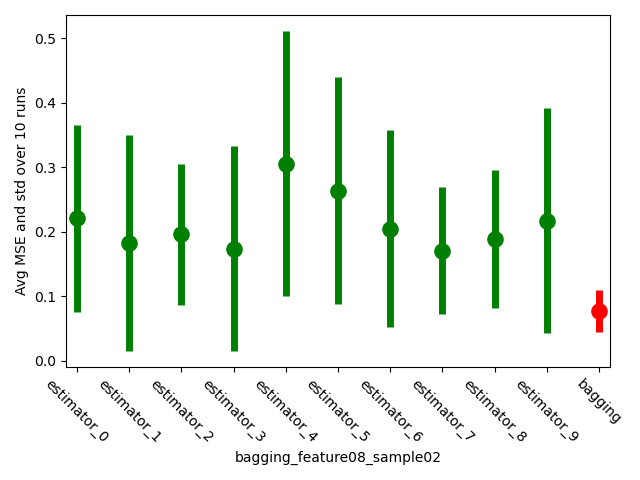 Avg MSE and std over 10 runs
0.5
0.4
0.3
0.2
0.1
0.0
estimator_0
estimator_1
estimator_2
estimator_3
estimator_4
estimator_5
estimator_6
estimator_7
estimator_8
estimator_9
bagging
bagging_feature08_sample02